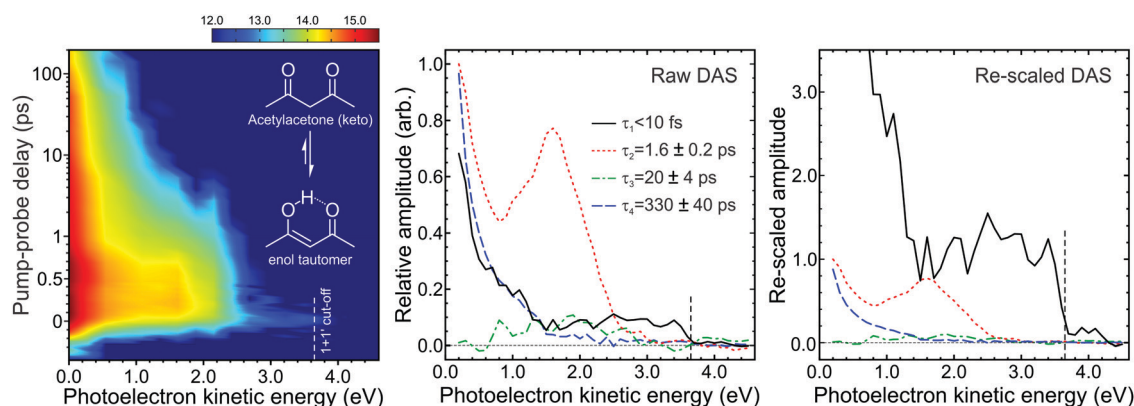 12.0 13.0 14.0 15.0
100
10
1
0.5
0
Pump-probe delay (ps)
O O
Acetylacetone (keto)
H
O O
enol tautomer
1+1' cut-off
0.0 1.0 2.0 3.0 4.0
Photoelectron kinetic energy (eV)
1.0
0.8
0.6
0.4
0.2
0.0
Relative amplitude (arb.)
Raw DAS
τ1<10 fs
τ2=1.6 ± 0.2 ps
τ3=20 ± 4 ps
τ4=330 ± 40 ps
0.0 1.0 2.0 3.0 4.0
Photoelectron kinetic energy (eV)
3.0
2.0
1.0
0.0
Re-scaled amplitude
Re-scaled DAS
0.0 1.0 2.0 3.0 4.0
Photoelectron kinetic energy (eV)